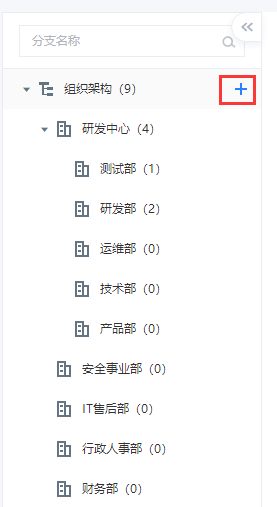 分支名称
组织架构（9）
研发中心（4）
测试部（1）
研发部（2）
运维部（0）
技术部（0）
产品部（0）
安全事业部（0）
IT售后部（0）
行政人事部（0）
财务部（0）